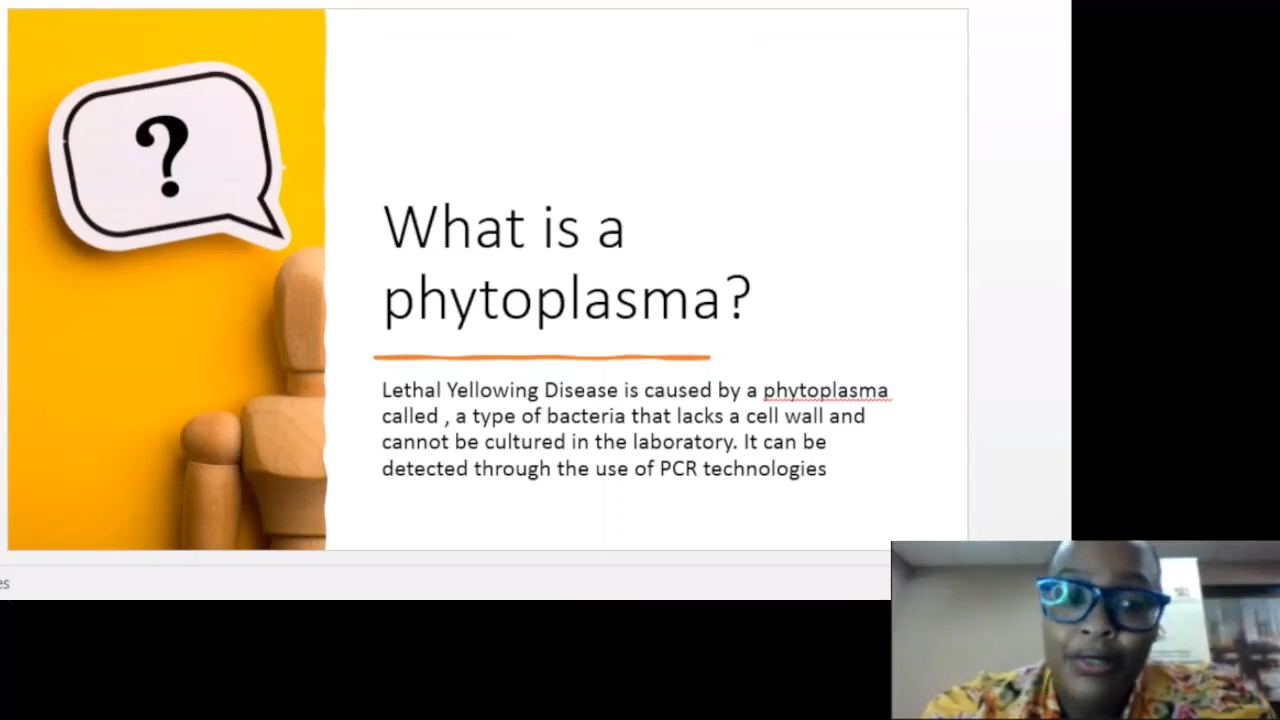 ?
What is a
phytoplasma?
Lethal Yellowing Disease is caused by a phytoplasma
called , a type of bacteria that lacks a cell wall and
cannot be cultured in the laboratory. It can be
detected through the use of PCR technologies
es